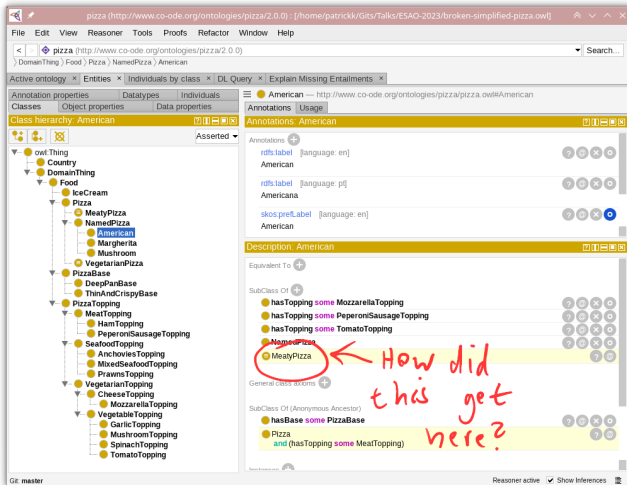 pizza (http://www.co-ode.org/ontologies/pizza/2.0.0) : [/home/patrickk/Gits/Talks/ESAO-2023/broken-simplified-pizza.owl]
File Edit View Reasoner Tools Proofs Refactor Window Help
< > pizza (http://www.co-ode.org/ontologies/pizza/2.0.0) Search...
DomainThing Food Pizza NamedPizza American
Active ontology × Entities × Individuals by class × DL Query × Explain Missing Entailments ×
Annotation properties Datatypes Individuals
Classes Object properties Data properties
Class hierarchy: American
Asserted
owl:Thing
Country
DomainThing
Food
IceCream
Pizza
MeatyPizza
NamedPizza
American
Margherita
Mushroom
VegetarianPizza
PizzaBase
DeepPanBase
ThinAndCrispyBase
PizzaTopping
MeatTopping
HamTopping
PeperoniSausageTopping
SeafoodTopping
AnchoviesTopping
MixedSeafoodTopping
PrawnsTopping
VegetarianTopping
CheeseTopping
MozzarellaTopping
VegetableTopping
GarlicTopping
MushroomTopping
SpinachTopping
TomatoTopping
American — http://www.co-ode.org/ontologies/pizza/pizza.owl#American
Annotations Usage
Annotations: American
Annotations
rdfs:label [language: en]
American
rdfs:label [language: pt]
Americana
skos:prefLabel [language: en]
American
Description: American
Equivalent To
SubClass Of
hasTopping some MozzarellaTopping
hasTopping some PeperoniSausageTopping
hasTopping some TomatoTopping
NamedPizza
MeatyPizza
How did
this get
here?
General class axioms
SubClass Of (Anonymous Ancestor)
hasBase some PizzaBase
Pizza
and (hasTopping some MeatTopping)
Instances
Git: master
Reasoner active Show Inferences